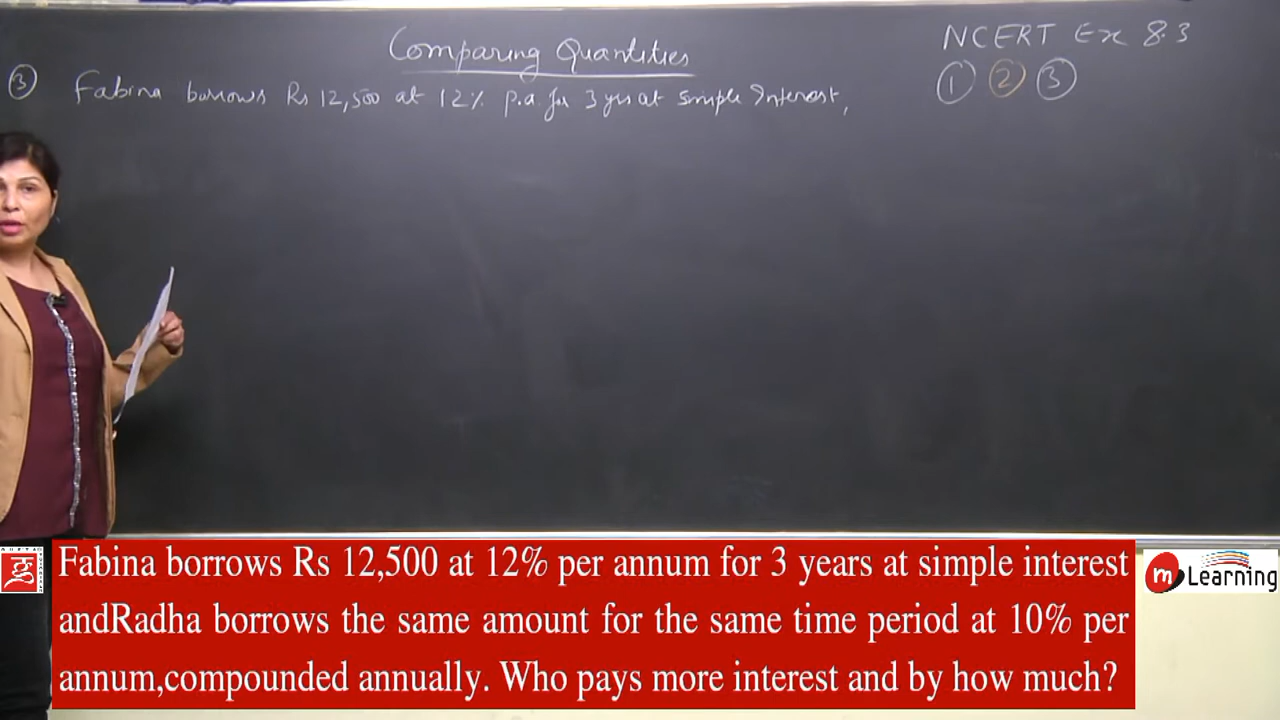 Comparing Quantities
NCERT Ex 8.3
① ② ③
③ Fabina borrows Rs 12,500 at 12% p.a. for 3 yrs at Simple Interest,
Fabina borrows Rs 12,500 at 12% per annum for 3 years at simple interest
andRadha borrows the same amount for the same time period at 10% per
annum,compounded annually. Who pays more interest and by how much?
m Learning